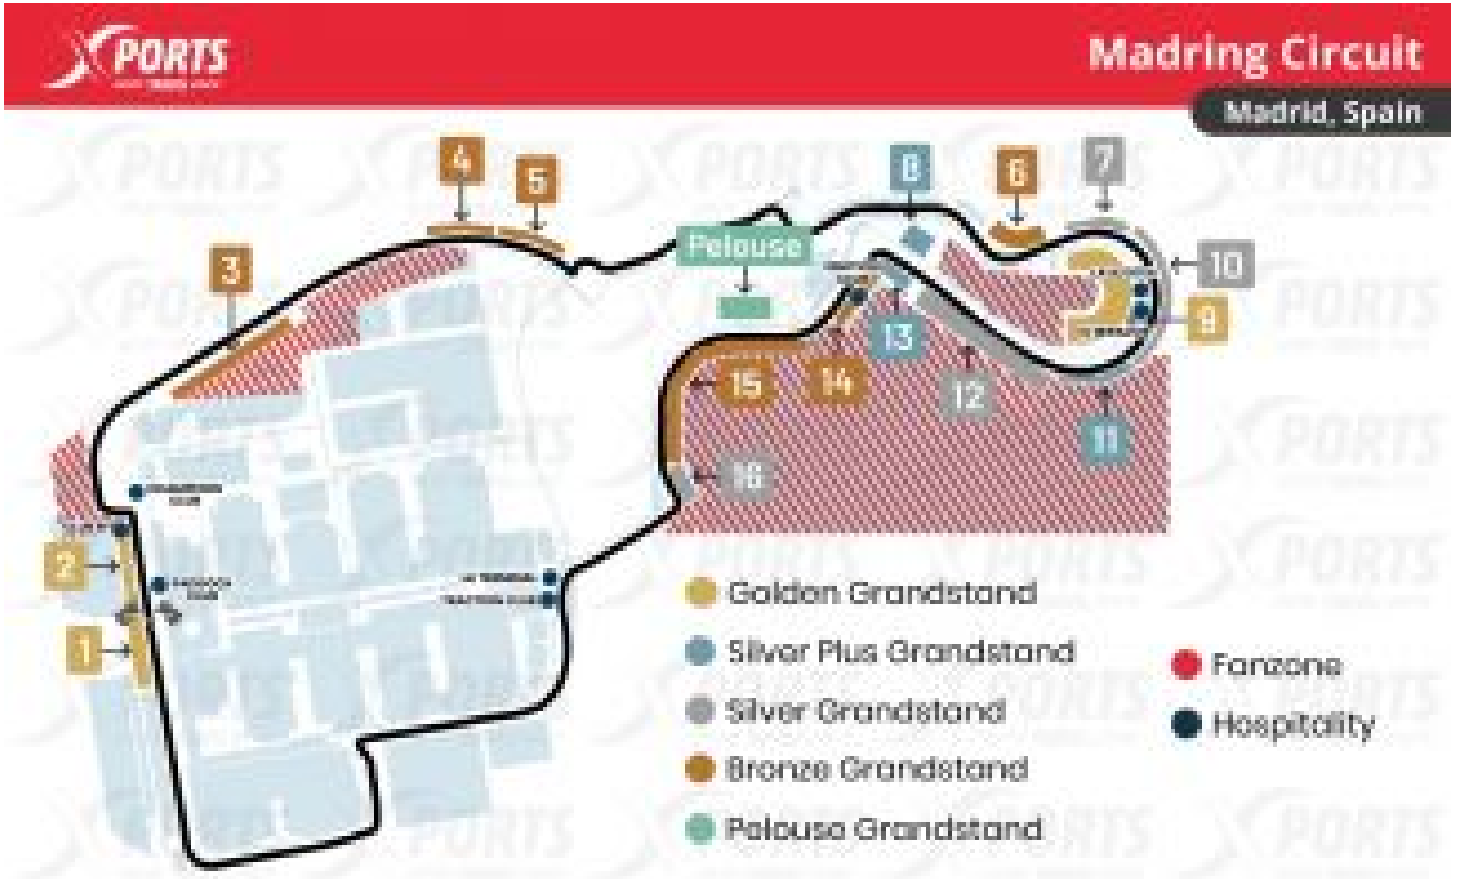 XPORTS
Madring Circuit
Madrid, Spain
4
5
8
6
7
Pelouse
3
10
9
13
15
14
12
11
16
2
1
Golden Grandstand
Silver Plus Grandstand
Silver Grandstand
Bronze Grandstand
Pelouse Grandstand
Fanzone
Hospitality